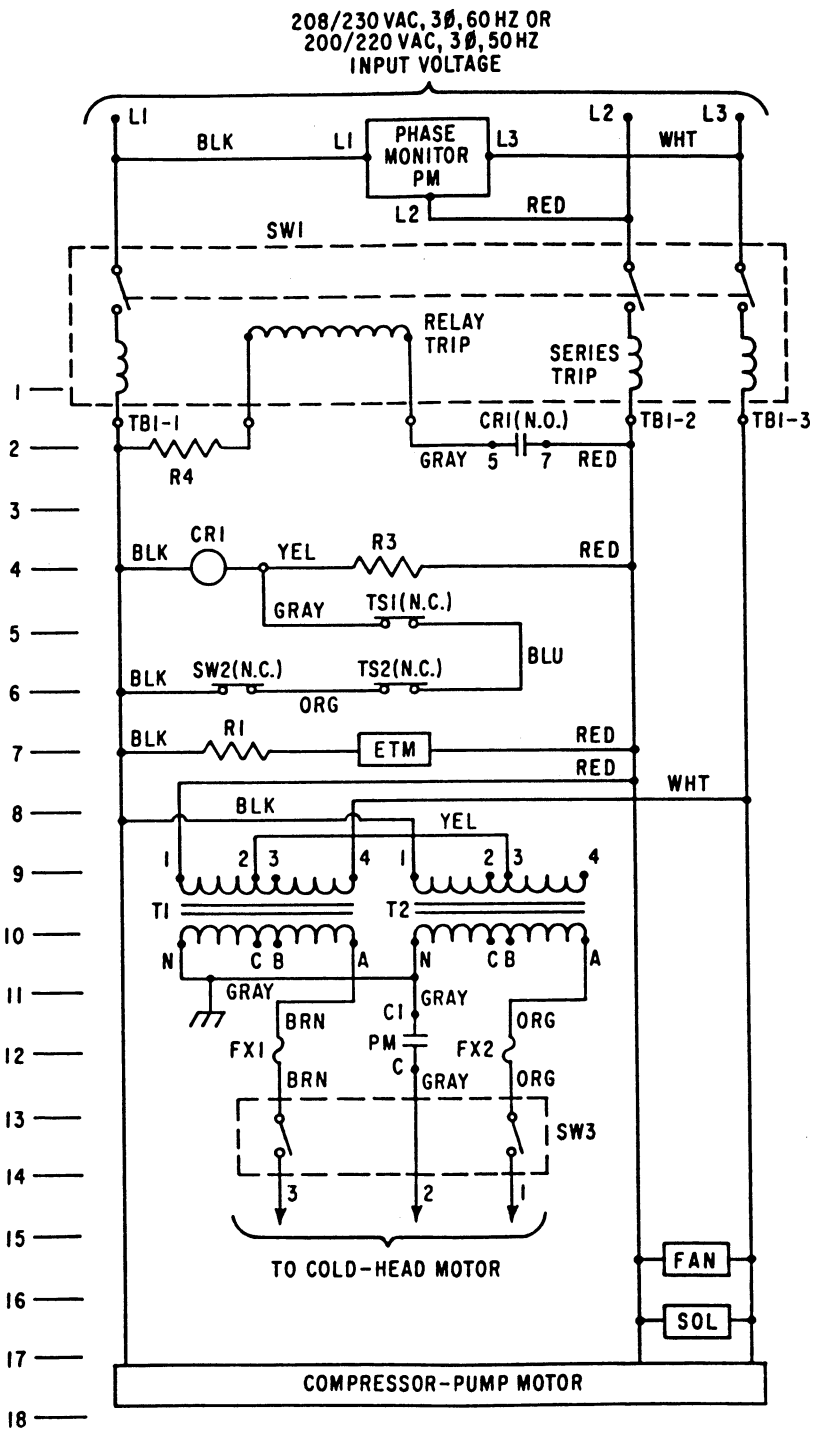 208/230 VAC, 3Ø, 60 HZ OR
200/220 VAC, 3Ø, 50 HZ
INPUT VOLTAGE
L1
L2
L3
BLK
L1
PHASE
MONITOR
PM
L3
WHT
L2
RED
SW1
RELAY
TRIP
SERIES
TRIP
1
TB1-1
CR1(N.O.)
TB1-2
TB1-3
2
R4
GRAY
5
7
RED
3
CR1
4
BLK
YEL
R3
RED
GRAY
TS1(N.C.)
5
BLU
6
BLK
SW2(N.C.)
ORG
TS2(N.C.)
7
BLK
R1
ETM
RED
RED
8
BLK
WHT
YEL
9
1
2
3
4
1
2
3
4
T1
T2
10
N
C
B
A
N
C
B
A
11
GRAY
BRN
C1
GRAY
ORG
12
FX1
PM
FX2
C
BRN
GRAY
ORG
13
SW3
14
3
2
1
15
TO COLD-HEAD MOTOR
FAN
16
SOL
17
COMPRESSOR-PUMP MOTOR
18